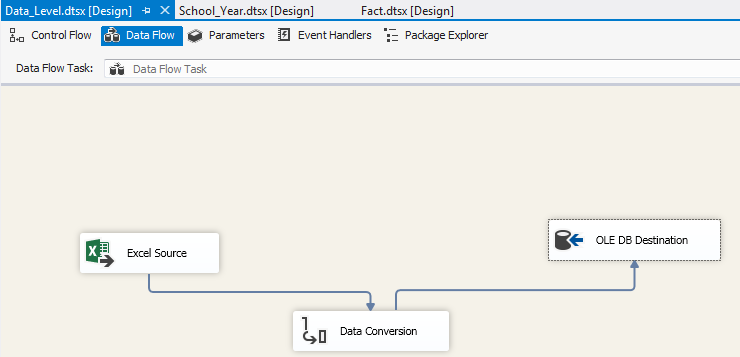 Data_Level.dtsx [Design] School_Year.dtsx [Design] Fact.dtsx [Design]
Control Flow Data Flow Parameters Event Handlers Package Explorer
Data Flow Task: Data Flow Task
OLE DB Destination
Excel Source
Data Conversion